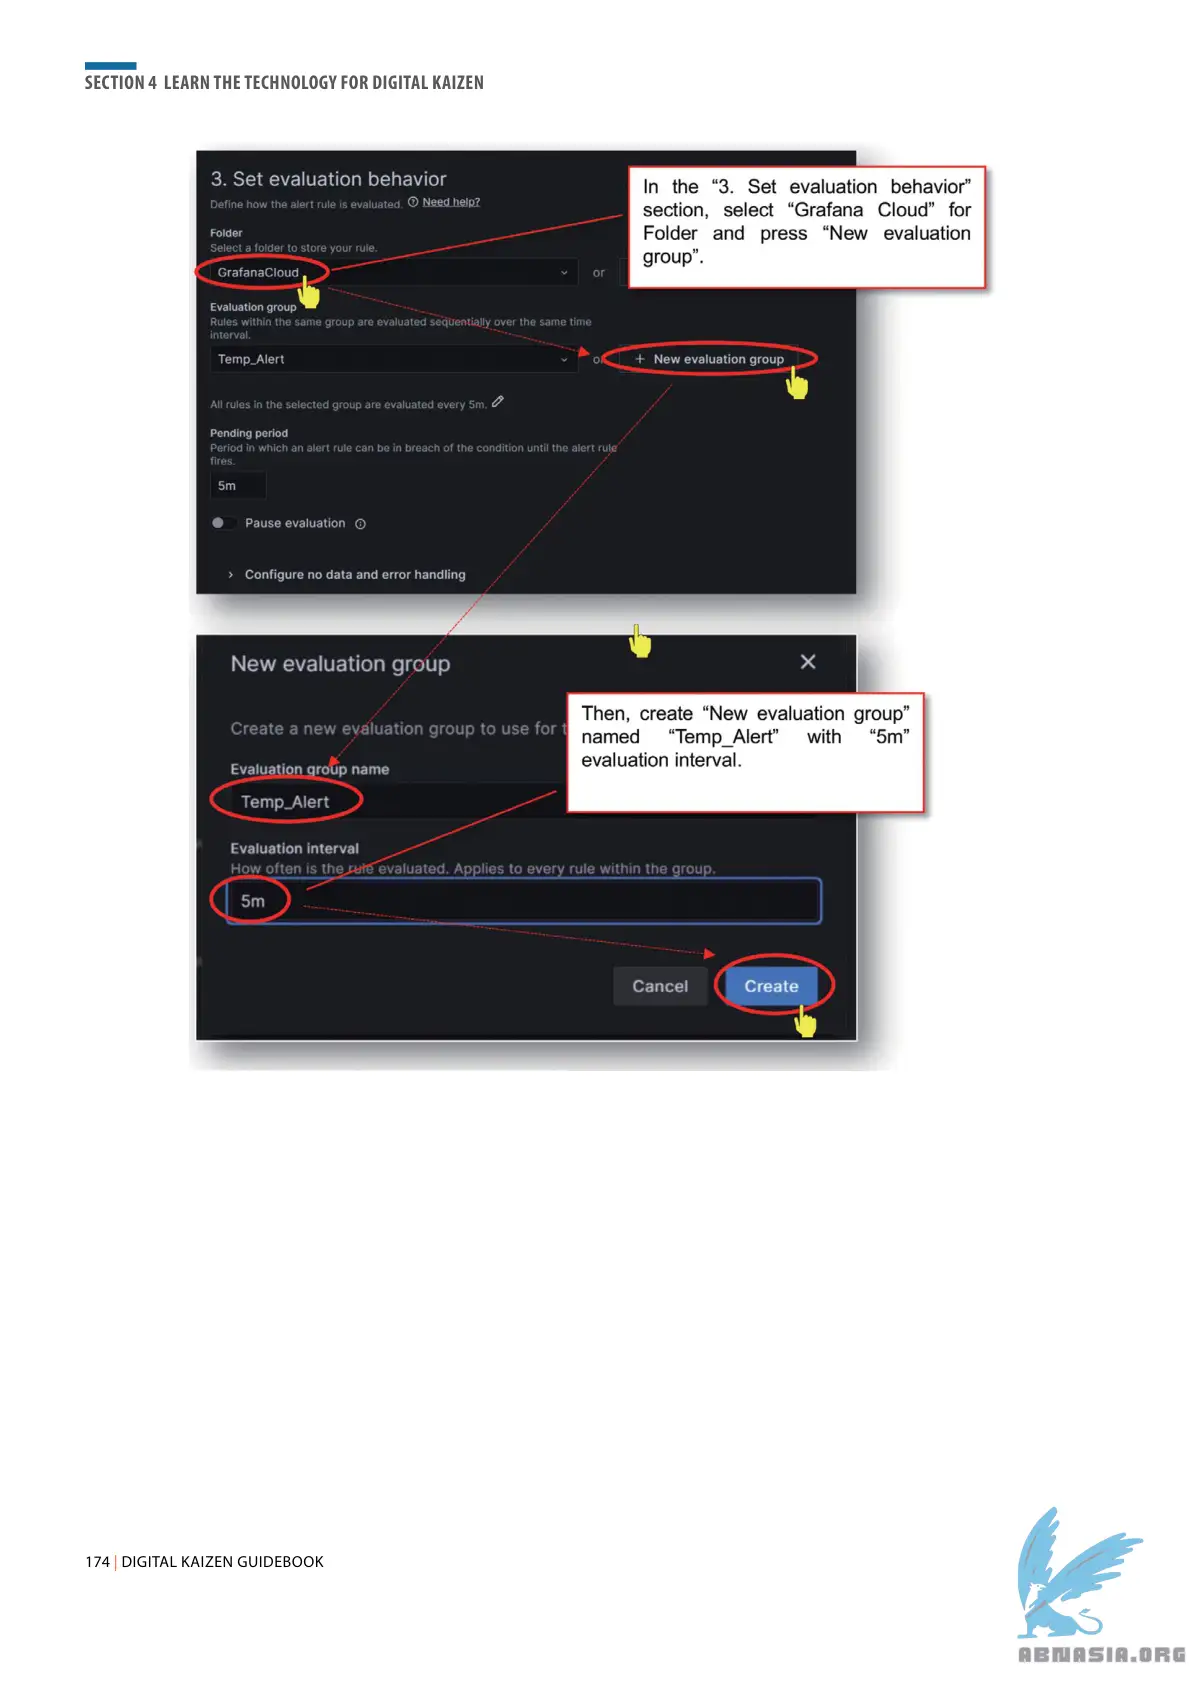 SECTION 4 LEARN THE TECHNOLOGY FOR DIGITAL KAIZEN
3. Set evaluation behavior
Define how the alert rule is evaluated. Need help?
Folder
Select a folder to store your rule.
GrafanaCloud
or
In the “3. Set evaluation behavior”
section, select “Grafana Cloud” for
Folder and press “New evaluation
group”.
Evaluation group
Rules within the same group are evaluated sequentially over the same time
interval.
Temp_Alert
or
+ New evaluation group
All rules in the selected group are evaluated every 5m.
Pending period
Period in which an alert rule can be in breach of the condition until the alert rule
fires.
5m
Pause evaluation
Configure no data and error handling
New evaluation group
Create a new evaluation group to use for
Then, create “New evaluation group”
named “Temp_Alert” with “5m”
evaluation interval.
Evaluation group name
Temp_Alert
Evaluation interval
How often is the rule evaluated. Applies to every rule within the group.
5m
Cancel
Create
174 | DIGITAL KAIZEN GUIDEBOOK
ABNASIA.ORG